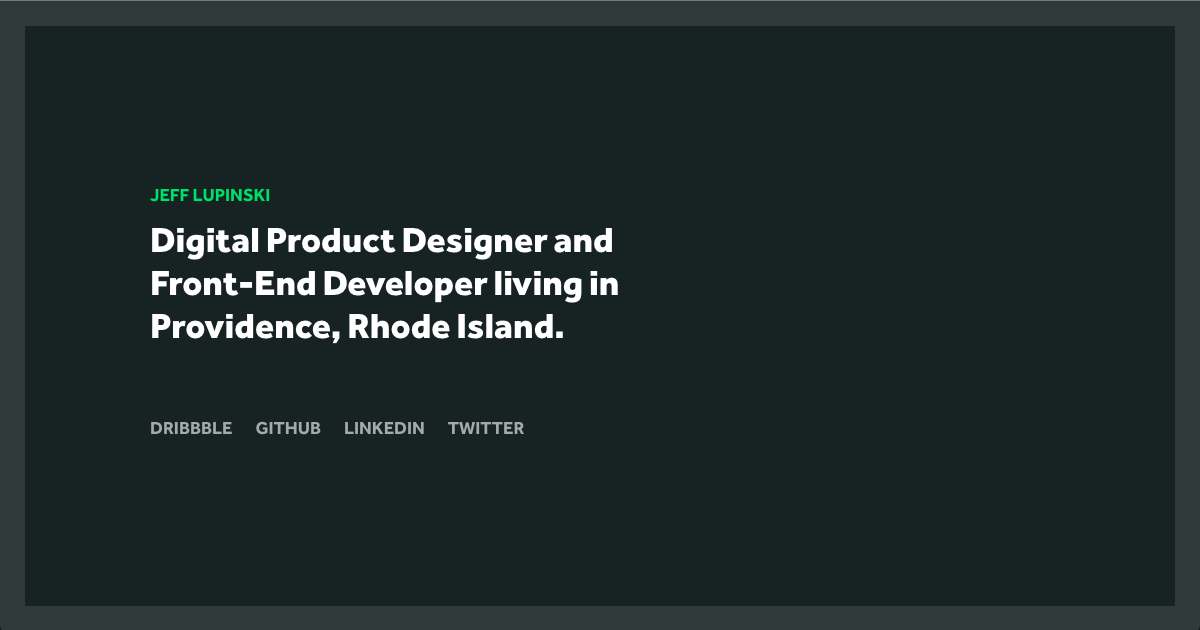 JEFF LUPINSKI
Digital Product Designer and
Front-End Developer living in
Providence, Rhode Island.
DRIBBBLE GITHUB LINKEDIN TWITTER